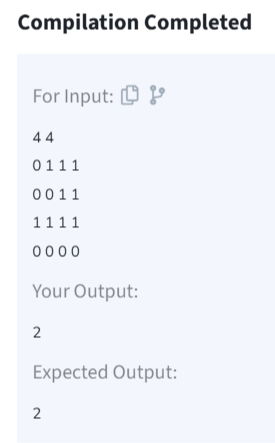 Compilation Completed
For Input:
4 4
0 1 1 1
0 0 1 1
1 1 1 1
0 0 0 0
Your Output:
2
Expected Output:
2